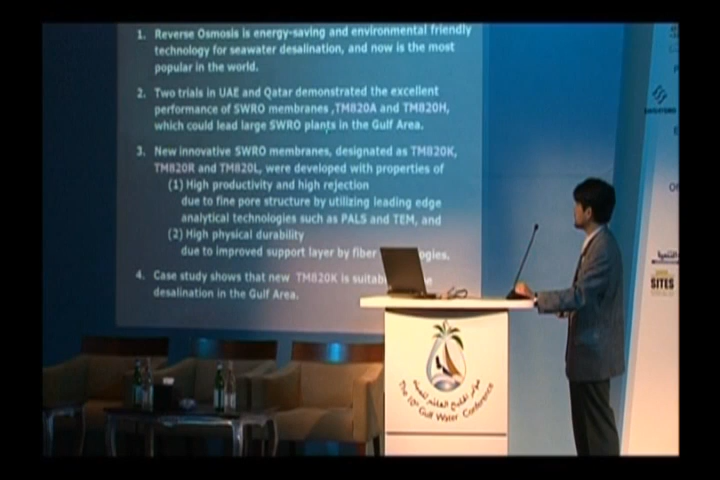 1. Reverse Osmosis is energy-saving and environmental friendly
technology for seawater desalination, and now is the most
popular in the world.
2. Two trials in UAE and Qatar demonstrated the excellent
performance of SWRO membranes ,TM820A and TM820H,
which could lead large SWRO plants in the Gulf Area.
3. New innovative SWRO membranes, designated as TM820K,
TM820R and TM820L, were developed with properties of
(1) High productivity and high rejection
due to fine pore structure by utilizing leading edge
analytical technologies such as PALS and TEM, and
(2) High physical durability
due to improved support layer by fiber
4. Case study shows that new TM820K is
desalination in the Gulf Area.
مؤتمر الخليج العاشر للمياه
The 10th Gulf Water Conference
SITES